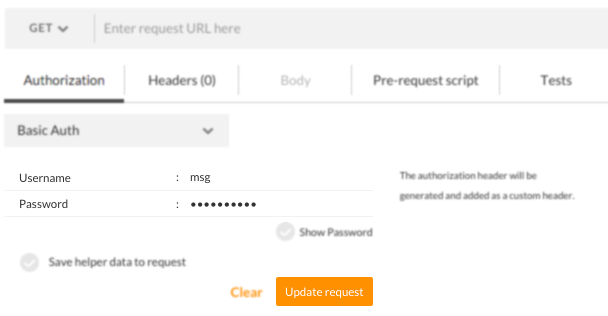 GET Enter request URL here
Authorization Headers (0) Body Pre-request script Tests
Basic Auth
Username : msg
The authorization header will be
generated and added as a custom header.
Password : ••••••••••
Show Password
Save helper data to request
Clear Update request